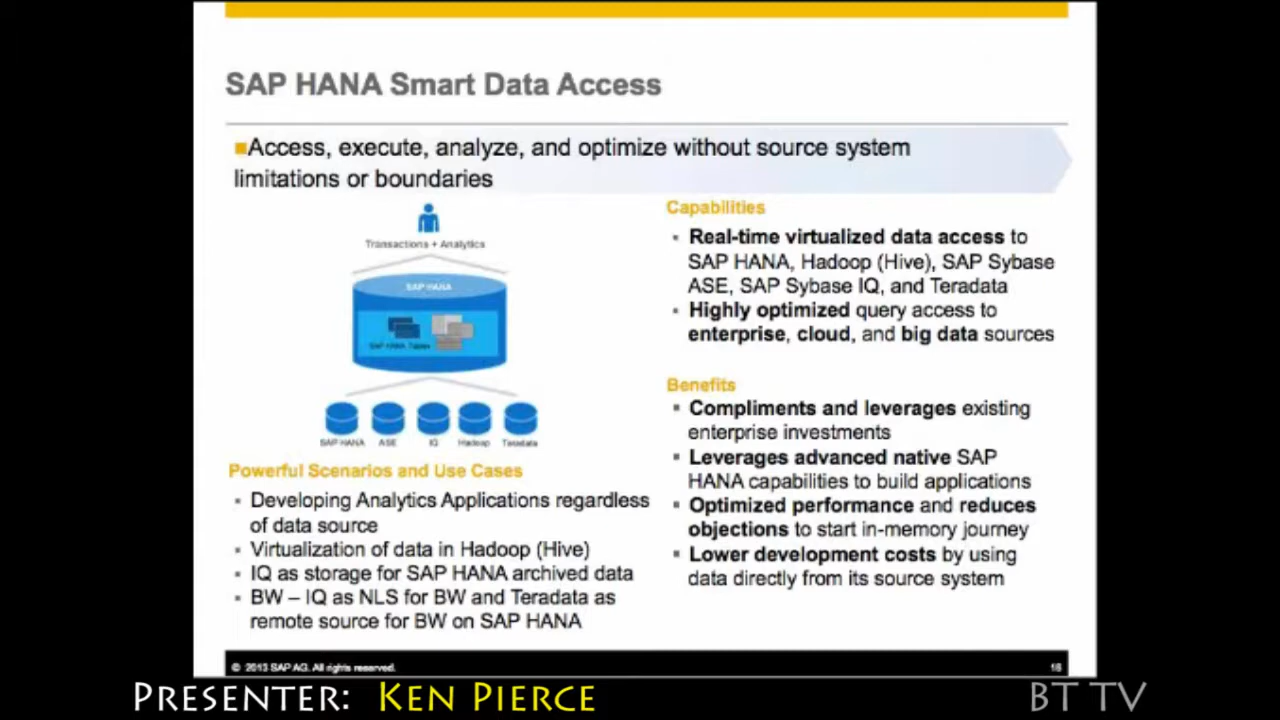 SAP HANA Smart Data Access
Access, execute, analyze, and optimize without source system
limitations or boundaries
Transactions + Analytics
SAP HANA
SAP HANA Tables
SAP HANA ASE IQ Hadoop Teradata
Powerful Scenarios and Use Cases
▪ Developing Analytics Applications regardless
of data source
▪ Virtualization of data in Hadoop (Hive)
▪ IQ as storage for SAP HANA archived data
▪ BW – IQ as NLS for BW and Teradata as
remote source for BW on SAP HANA
Capabilities
▪ Real-time virtualized data access to
SAP HANA, Hadoop (Hive), SAP Sybase
ASE, SAP Sybase IQ, and Teradata
▪ Highly optimized query access to
enterprise, cloud, and big data sources
Benefits
▪ Compliments and leverages existing
enterprise investments
▪ Leverages advanced native SAP
HANA capabilities to build applications
▪ Optimized performance and reduces
objections to start in-memory journey
▪ Lower development costs by using
data directly from its source system
© 2013 SAP AG. All rights reserved.
16
Presenter: Ken Pierce
BT TV